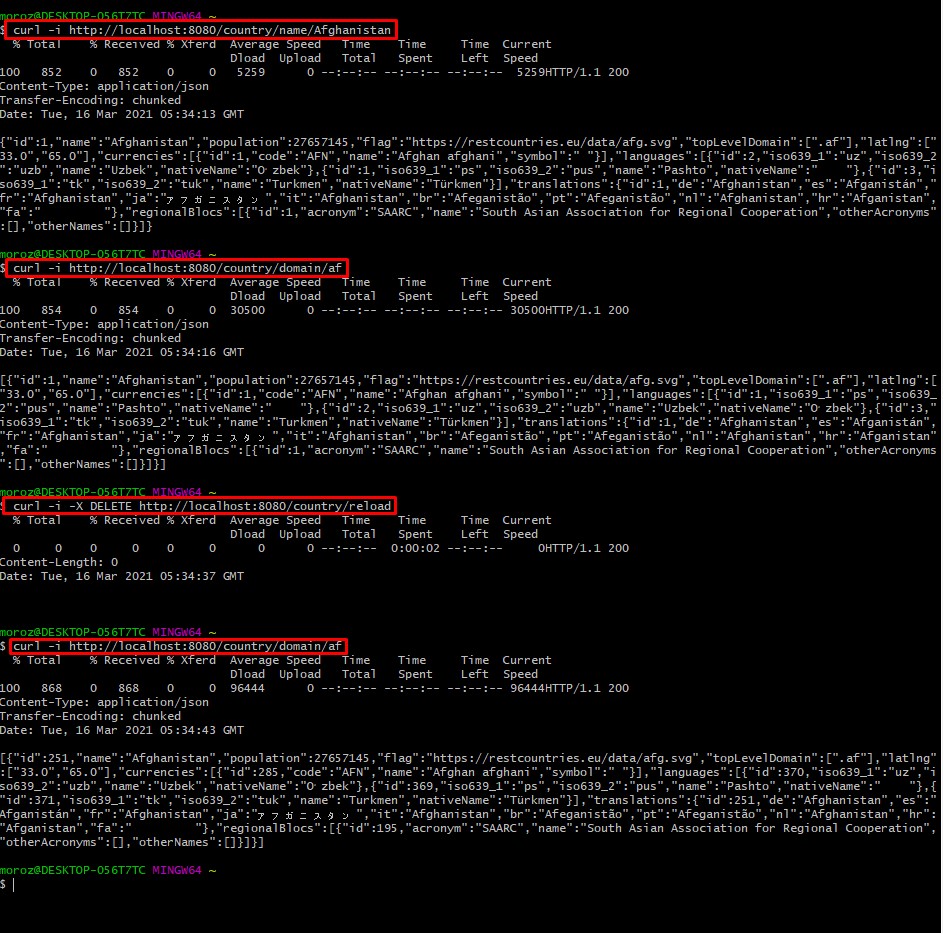 moroz@DESKTOP-O56T7TC MINGW64 ~
$ curl -i http://localhost:8080/country/name/Afghanistan
  % Total    % Received % Xferd  Average Speed   Time    Time     Time  Current
                                 Dload  Upload   Total   Spent    Left  Speed
100   852    0   852    0     0   5259      0 --:--:-- --:--:-- --:--:--  5259HTTP/1.1 200
Content-Type: application/json
Transfer-Encoding: chunked
Date: Tue, 16 Mar 2021 05:34:13 GMT

{"id":1,"name":"Afghanistan","population":27657145,"flag":"https://restcountries.eu/data/afg.svg","topLevelDomain":[".af"],"latlng":["
33.0","65.0"],"currencies":[{"id":1,"code":"AFN","name":"Afghan afghani","symbol":" "}],"languages":[{"id":2,"iso639_1":"uz","iso639_2
":"uzb","name":"Uzbek","nativeName":"Oʻzbek"},{"id":1,"iso639_1":"ps","iso639_2":"pus","name":"Pashto","nativeName":"    "},{"id":3,"i
so639_1":"tk","iso639_2":"tuk","name":"Turkmen","nativeName":"Türkmen"}],"translations":{"id":1,"de":"Afghanistan","es":"Afganistán","
fr":"Afghanistan","ja":"アフガニスタン","it":"Afghanistan","br":"Afeganistão","pt":"Afeganistão","nl":"Afghanistan","hr":"Afganistan",
"fa":"         "},"regionalBlocs":[{"id":1,"acronym":"SAARC","name":"South Asian Association for Regional Cooperation","otherAcronyms"
:[],"otherNames":[]}]}

moroz@DESKTOP-O56T7TC MINGW64 ~
$ curl -i http://localhost:8080/country/domain/af
  % Total    % Received % Xferd  Average Speed   Time    Time     Time  Current
                                 Dload  Upload   Total   Spent    Left  Speed
100   854    0   854    0     0  30500      0 --:--:-- --:--:-- --:--:-- 30500HTTP/1.1 200
Content-Type: application/json
Transfer-Encoding: chunked
Date: Tue, 16 Mar 2021 05:34:16 GMT

[{"id":1,"name":"Afghanistan","population":27657145,"flag":"https://restcountries.eu/data/afg.svg","topLevelDomain":[".af"],"latlng":[
"33.0","65.0"],"currencies":[{"id":1,"code":"AFN","name":"Afghan afghani","symbol":" "}],"languages":[{"id":1,"iso639_1":"ps","iso639_
2":"pus","name":"Pashto","nativeName":"    "},{"id":2,"iso639_1":"uz","iso639_2":"uzb","name":"Uzbek","nativeName":"Oʻzbek"},{"id":3,"
iso639_1":"tk","iso639_2":"tuk","name":"Turkmen","nativeName":"Türkmen"}],"translations":{"id":1,"de":"Afghanistan","es":"Afganistán",
"fr":"Afghanistan","ja":"アフガニスタン","it":"Afghanistan","br":"Afeganistão","pt":"Afeganistão","nl":"Afghanistan","hr":"Afganistan"
,"fa":"         "},"regionalBlocs":[{"id":1,"acronym":"SAARC","name":"South Asian Association for Regional Cooperation","otherAcronyms
":[],"otherNames":[]}]}]

moroz@DESKTOP-O56T7TC MINGW64 ~
$ curl -i -X DELETE http://localhost:8080/country/reload
  % Total    % Received % Xferd  Average Speed   Time    Time     Time  Current
                                 Dload  Upload   Total   Spent    Left  Speed
  0     0    0     0    0     0      0      0 --:--:--  0:00:02 --:--:--     0HTTP/1.1 200
Content-Length: 0
Date: Tue, 16 Mar 2021 05:34:37 GMT

moroz@DESKTOP-O56T7TC MINGW64 ~
$ curl -i http://localhost:8080/country/domain/af
  % Total    % Received % Xferd  Average Speed   Time    Time     Time  Current
                                 Dload  Upload   Total   Spent    Left  Speed
100   868    0   868    0     0  96444      0 --:--:-- --:--:-- --:--:-- 96444HTTP/1.1 200
Content-Type: application/json
Transfer-Encoding: chunked
Date: Tue, 16 Mar 2021 05:34:43 GMT

[{"id":251,"name":"Afghanistan","population":27657145,"flag":"https://restcountries.eu/data/afg.svg","topLevelDomain":[".af"],"latlng"
:["33.0","65.0"],"currencies":[{"id":285,"code":"AFN","name":"Afghan afghani","symbol":" "}],"languages":[{"id":370,"iso639_1":"uz","i
so639_2":"uzb","name":"Uzbek","nativeName":"Oʻzbek"},{"id":369,"iso639_1":"ps","iso639_2":"pus","name":"Pashto","nativeName":"    "},{
"id":371,"iso639_1":"tk","iso639_2":"tuk","name":"Turkmen","nativeName":"Türkmen"}],"translations":{"id":251,"de":"Afghanistan","es":"
Afganistán","fr":"Afghanistan","ja":"アフガニスタン","it":"Afghanistan","br":"Afeganistão","pt":"Afeganistão","nl":"Afghanistan","hr":
"Afganistan","fa":"         "},"regionalBlocs":[{"id":195,"acronym":"SAARC","name":"South Asian Association for Regional Cooperation",
"otherAcronyms":[],"otherNames":[]}]}]

moroz@DESKTOP-O56T7TC MINGW64 ~
$